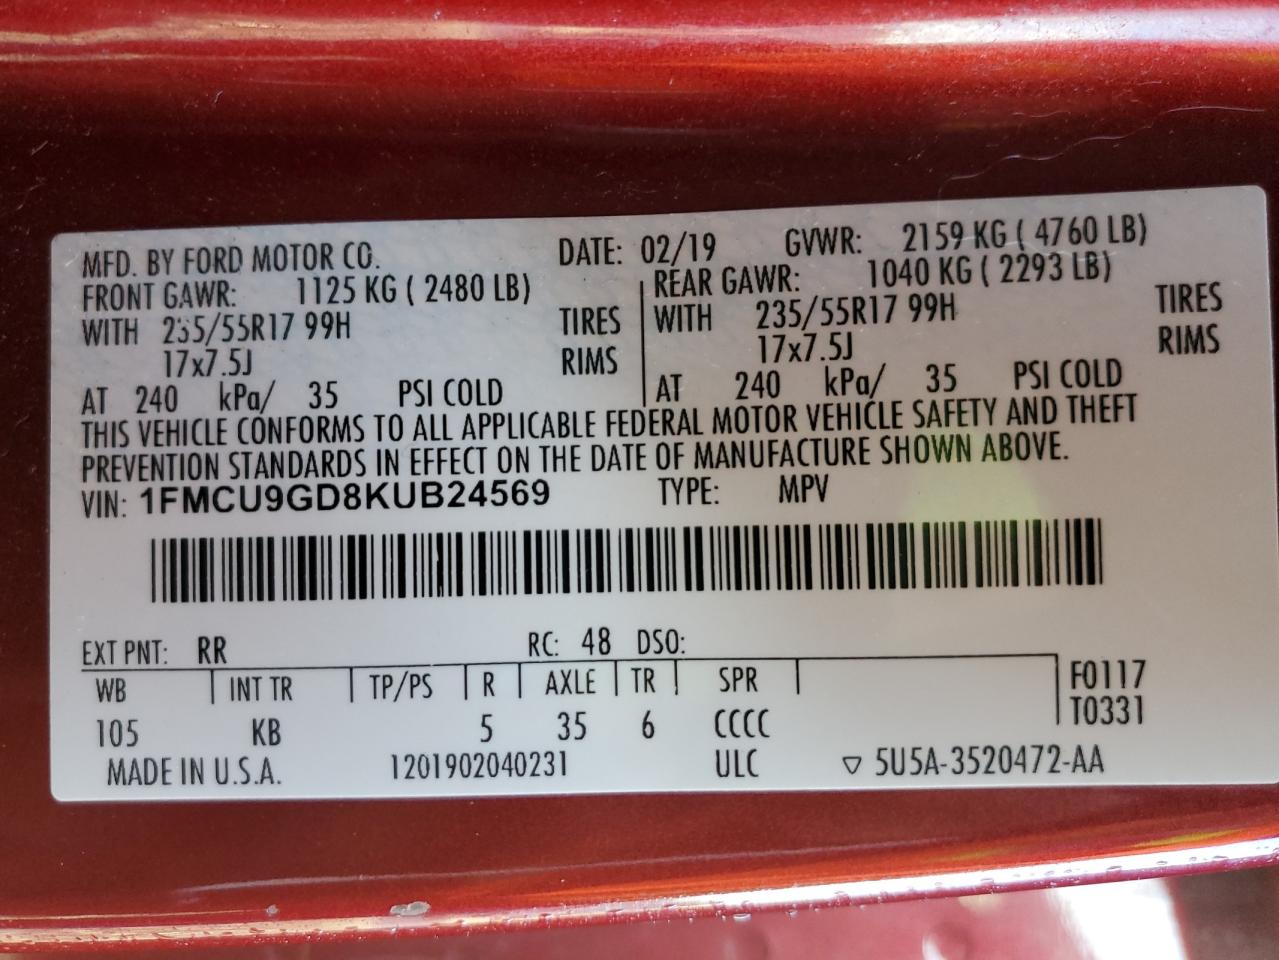 MFD. BY FORD MOTOR CO. DATE: 02/19 GVWR: 2159 KG ( 4760 LB)
FRONT GAWR: 1125 KG ( 2480 LB) REAR GAWR: 1040 KG ( 2293 LB)
WITH 235/55R17 99H TIRES WITH 235/55R17 99H TIRES
17x7.5J RIMS 17x7.5J RIMS
AT 240 kPa/ 35 PSI COLD AT 240 kPa/ 35 PSI COLD
THIS VEHICLE CONFORMS TO ALL APPLICABLE FEDERAL MOTOR VEHICLE SAFETY AND THEFT
PREVENTION STANDARDS IN EFFECT ON THE DATE OF MANUFACTURE SHOWN ABOVE.
VIN: 1FMCU9GD8KUB24569 TYPE: MPV
EXT PNT: RR RC: 48 DSO:
WB INT TR TP/PS R AXLE TR SPR F0117
105 KB 5 35 6 CCCC T0331
MADE IN U.S.A. 1201902040231 ULC ▽ 5U5A-3520472-AA